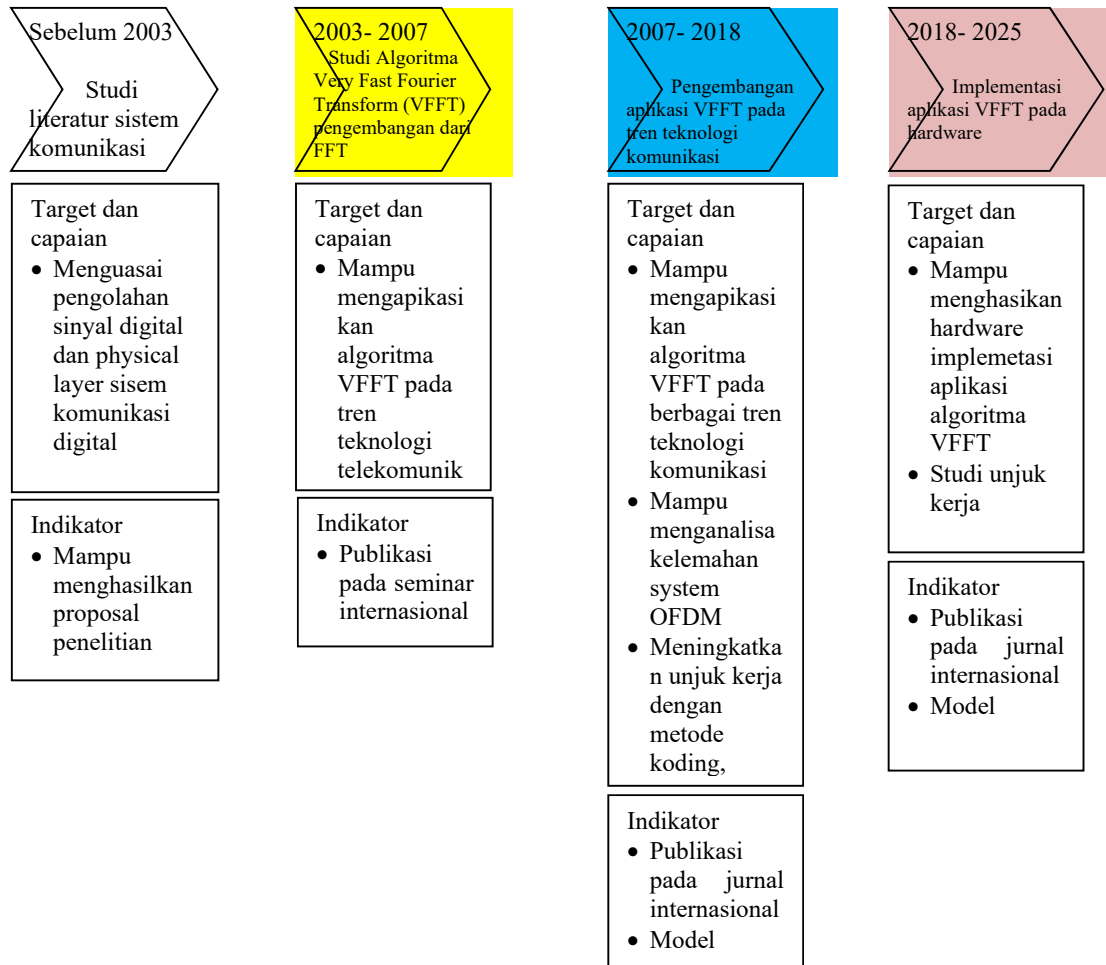 Sebelum 2003
Studi
literatur sistem
komunikasi
Target dan
capaian
• Menguasai
pengolahan
sinyal digital
dan physical
layer sisem
komunikasi
digital
Indikator
• Mampu
menghasilkan
proposal
penelitian
2003- 2007
Studi Algoritma
Very Fast Fourier
Transform (VFFT)
pengembangan dari
FFT
Target dan
capaian
• Mampu
mengapikasi
kan
algoritma
VFFT pada
tren
teknologi
telekomunik
Indikator
• Publikasi
pada seminar
internasional
2007- 2018
Pengembangan
aplikasi VFFT pada
tren teknologi
komunikasi
Target dan
capaian
• Mampu
mengapikasi
kan
algoritma
VFFT pada
berbagai tren
teknologi
komunikasi
• Mampu
menganalisa
kelemahan
system
OFDM
• Meningkatka
n unjuk kerja
dengan
metode
koding,
Indikator
• Publikasi
pada jurnal
internasional
• Model
2018- 2025
Implementasi
aplikasi VFFT pada
hardware
Target dan
capaian
• Mampu
menghasikan
hardware
implemetasi
aplikasi
algoritma
VFFT
• Studi unjuk
kerja
Indikator
• Publikasi
pada jurnal
internasional
• Model